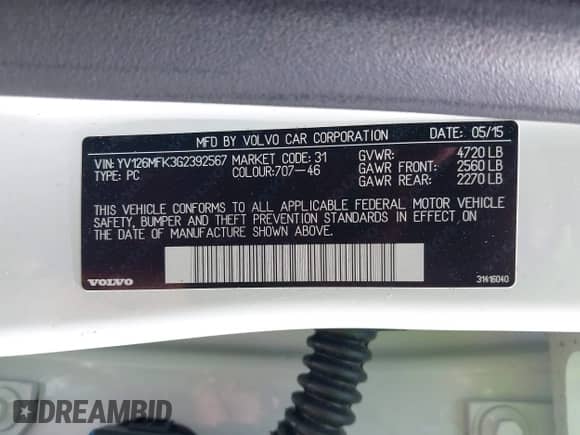 MFD BY VOLVO CAR CORPORATION DATE: 05/15
VIN: YV126MFK3G2392567 MARKET CODE: 31 GVWR: 4720 LB
TYPE: PC COLOUR: 707-46 GAWR FRONT: 2560 LB
GAWR REAR: 2270 LB
THIS VEHICLE CONFORMS TO ALL APPLICABLE FEDERAL MOTOR VEHICLE
SAFETY, BUMPER AND THEFT PREVENTION STANDARDS IN EFFECT ON
THE DATE OF MANUFACTURE SHOWN ABOVE.
VOLVO 31416040
DREAMBID